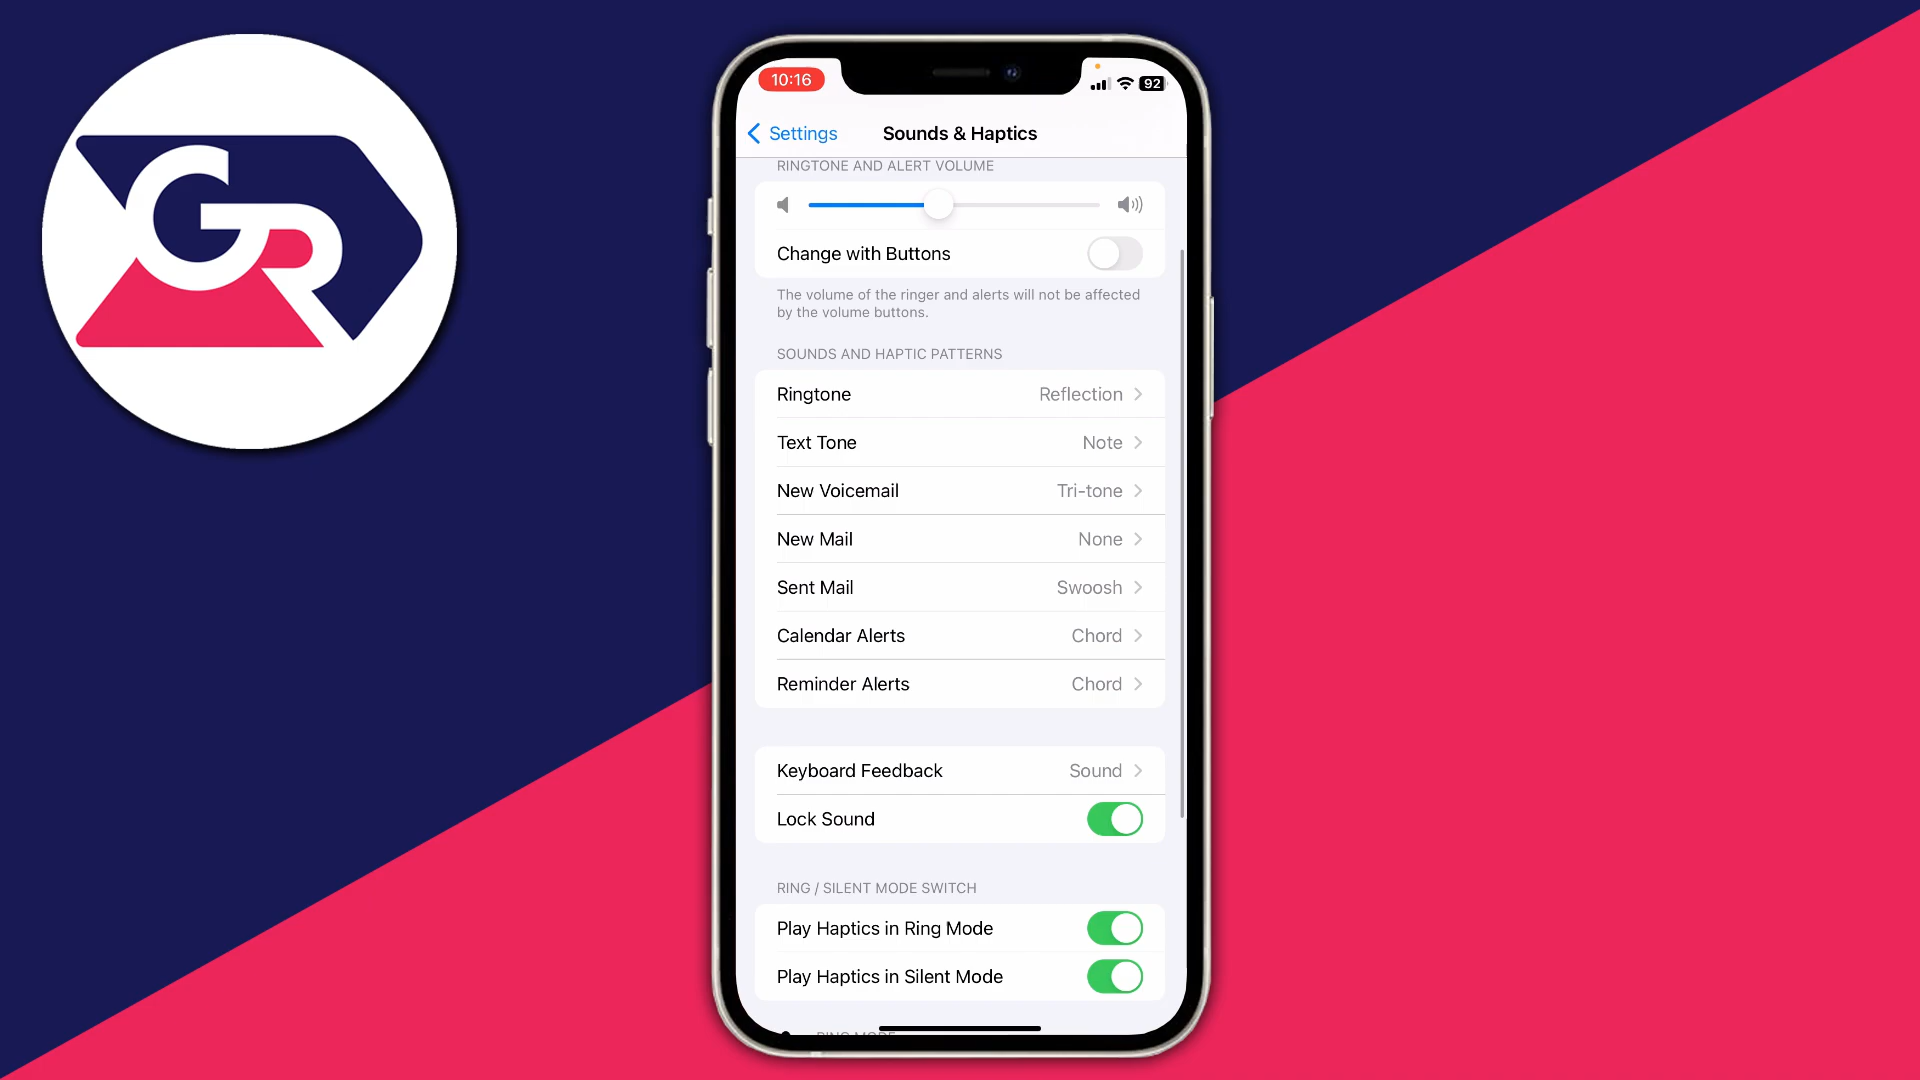 GR
10:16
92
Settings
Sounds & Haptics
RINGTONE AND ALERT VOLUME
Change with Buttons
The volume of the ringer and alerts will not be affected
by the volume buttons.
SOUNDS AND HAPTIC PATTERNS
Ringtone Reflection
Text Tone Note
New Voicemail Tri-tone
New Mail None
Sent Mail Swoosh
Calendar Alerts Chord
Reminder Alerts Chord
Keyboard Feedback Sound
Lock Sound
RING / SILENT MODE SWITCH
Play Haptics in Ring Mode
Play Haptics in Silent Mode
RING MODE